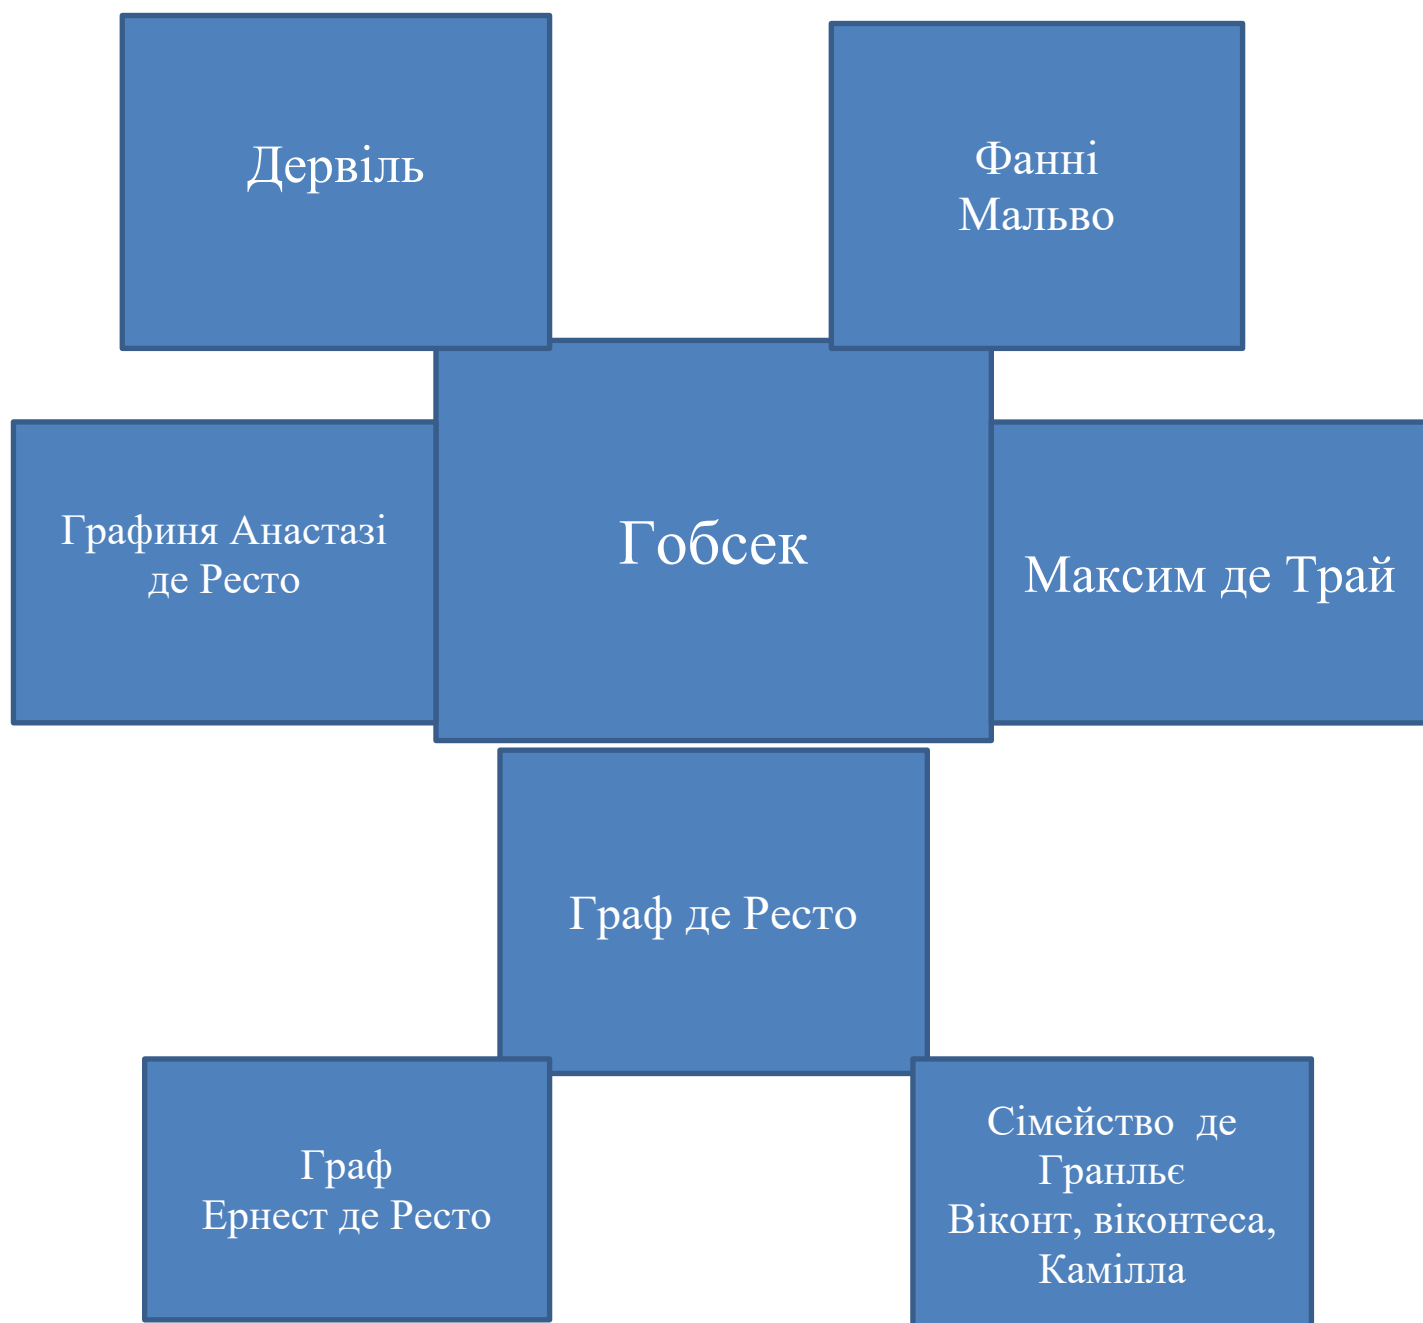 Дервіль
Фанні
Мальво
Графиня Анастазі
де Ресто
Гобсек
Максим де Трай
Граф де Ресто
Граф
Ернест де Ресто
Сімейство де
Гранльє
Віконт, віконтеса,
Камілла